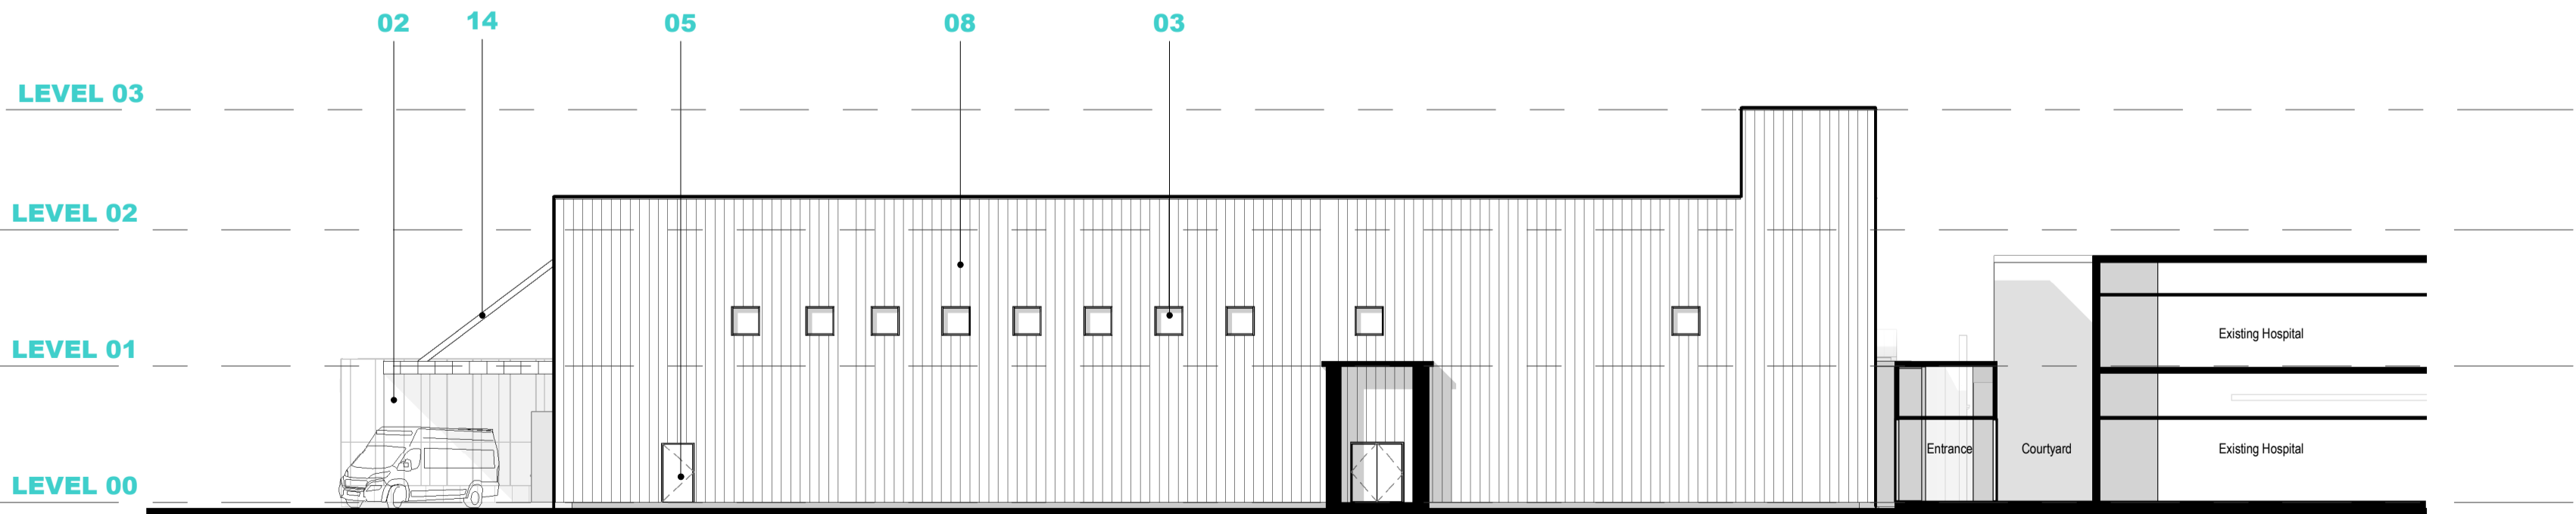 02 14 05 08 03
LEVEL 03
LEVEL 02
LEVEL 01
Existing Hospital
Entrance
Courtyard
Existing Hospital
LEVEL 00